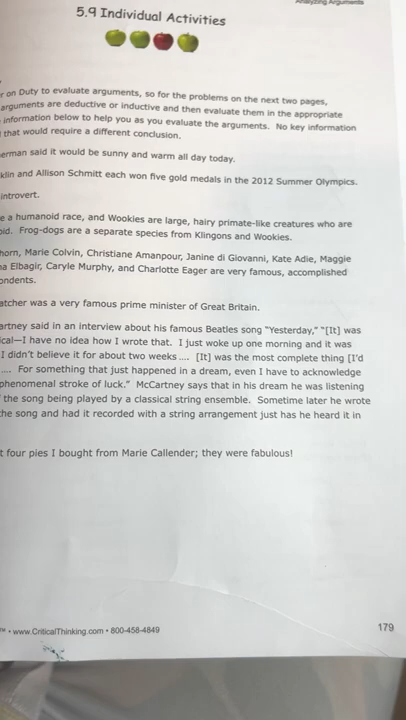 Analyzing Arguments
5.9 Individual Activities
r on Duty to evaluate arguments, so for the problems on the next two pages,
arguments are deductive or inductive and then evaluate them in the appropriate
information below to help you as you evaluate the arguments. No key information
that would require a different conclusion.
erman said it would be sunny and warm all day today.
klin and Allison Schmitt each won five gold medals in the 2012 Summer Olympics.
introvert.
e a humanoid race, and Wookies are large, hairy primate-like creatures who are
oid. Frog-dogs are a separate species from Klingons and Wookies.
horn, Marie Colvin, Christiane Amanpour, Janine di Giovanni, Kate Adie, Maggie
na Elbagir, Caryle Murphy, and Charlotte Eager are very famous, accomplished
ondents.
atcher was a very famous prime minister of Great Britain.
artney said in an interview about his famous Beatles song "Yesterday," "[It] was
ical—I have no idea how I wrote that. I just woke up one morning and it was
I didn't believe it for about two weeks .... [It] was the most complete thing [I'd
.... For something that just happened in a dream, even I have to acknowledge
phenomenal stroke of luck." McCartney says that in his dream he was listening
the song being played by a classical string ensemble. Sometime later he wrote
he song and had it recorded with a string arrangement just has he heard it in
t four pies I bought from Marie Callender; they were fabulous!
• www.CriticalThinking.com • 800-458-4849
179